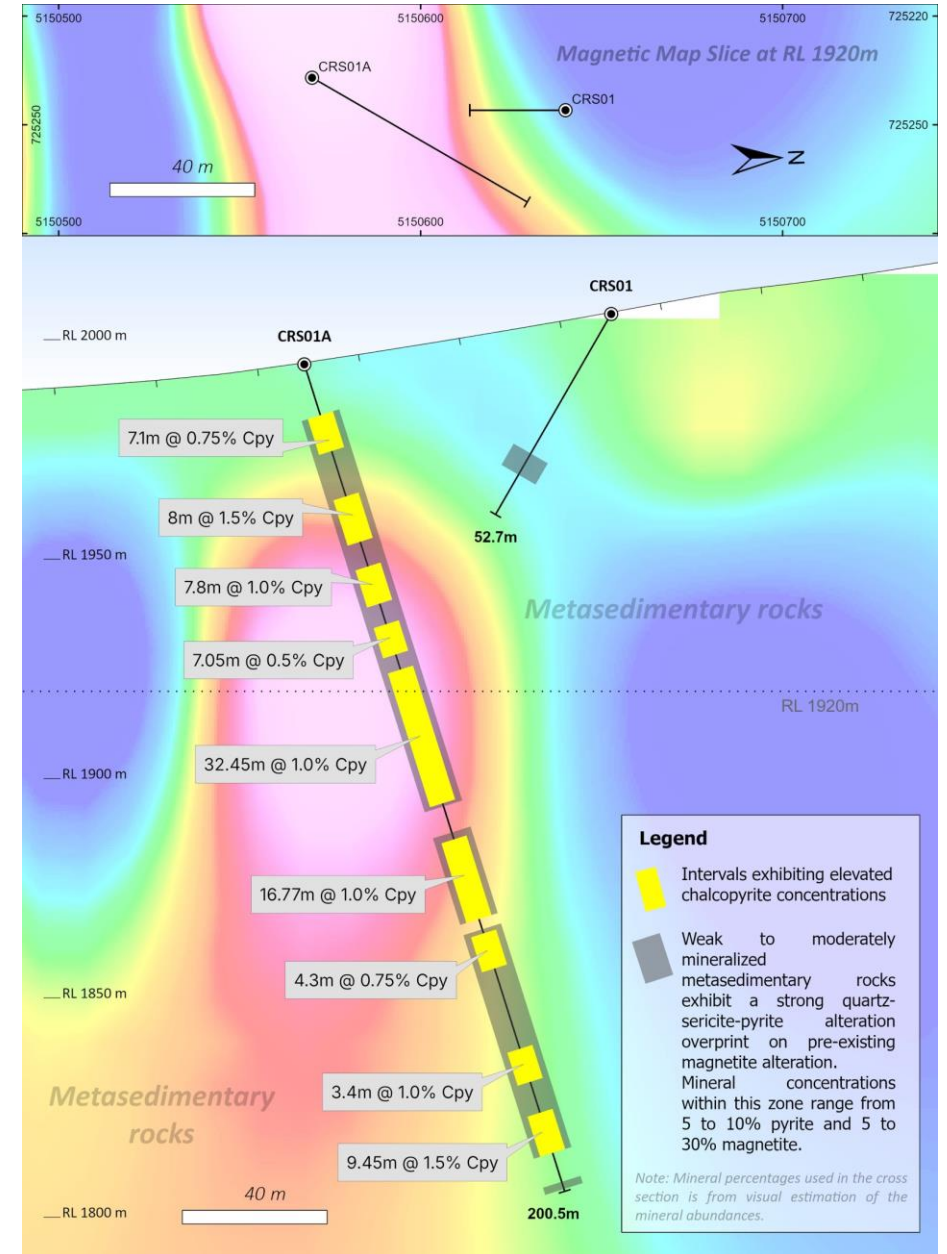 5150500
5150600
5150700
725220
Magnetic Map Slice at RL 1920m
CRS01A
CRS01
725250
725250
N
40 m
5150500
5150600
5150700
CRS01
RL 2000 m
CRS01A
7.1m @ 0.75% Cpy
8m @ 1.5% Cpy
52.7m
RL 1950 m
7.8m @ 1.0% Cpy
Metasedimentary rocks
7.05m @ 0.5% Cpy
RL 1920m
32.45m @ 1.0% Cpy
RL 1900 m
16.77m @ 1.0% Cpy
4.3m @ 0.75% Cpy
RL 1850 m
3.4m @ 1.0% Cpy
Metasedimentary
rocks
9.45m @ 1.5% Cpy
40 m
RL 1800 m
200.5m
Legend
Intervals exhibiting elevated
chalcopyrite concentrations
Weak to moderately
mineralized
metasedimentary rocks
exhibit a strong quartz-
sericite-pyrite alteration
overprint on pre-existing
magnetite alteration.
Mineral concentrations
within this zone range from
5 to 10% pyrite and 5 to
30% magnetite.
Note: Mineral percentages used in the cross
section is from visual estimation of the
mineral abundances.